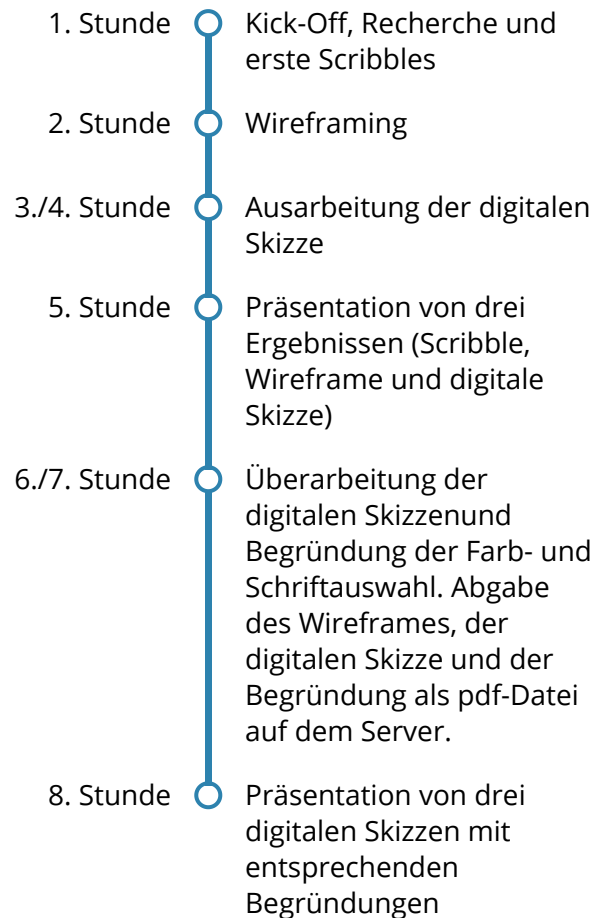 1. Stunde Kick-Off, Recherche und
erste Scribbles
2. Stunde Wireframing
3./4. Stunde Ausarbeitung der digitalen
Skizze
5. Stunde Präsentation von drei
Ergebnissen (Scribble,
Wireframe und digitale
Skizze)
6./7. Stunde Überarbeitung der
digitalen Skizzenund
Begründung der Farb- und
Schriftauswahl. Abgabe
des Wireframes, der
digitalen Skizze und der
Begründung als pdf-Datei
auf dem Server.
8. Stunde Präsentation von drei
digitalen Skizzen mit
entsprechenden
Begründungen